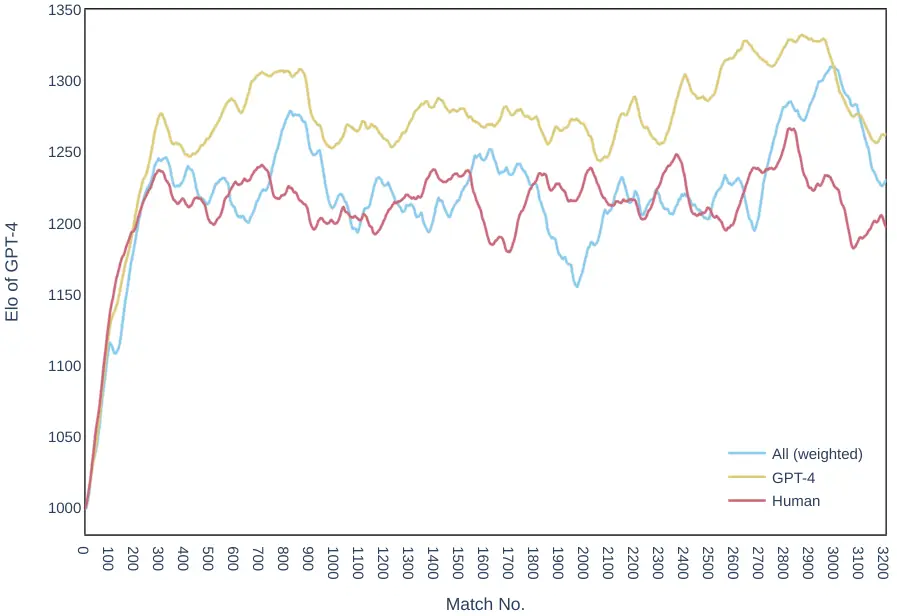 1350
1300
1250
1200
1150
1100
1050
1000
Elo of GPT-4
All (weighted)
GPT-4
Human
0 100 200 300 400 500 600 700 800 900 1000 1100 1200 1300 1400 1500 1600 1700 1800 1900 2000 2100 2200 2300 2400 2500 2600 2700 2800 2900 3000 3100 3200
Match No.